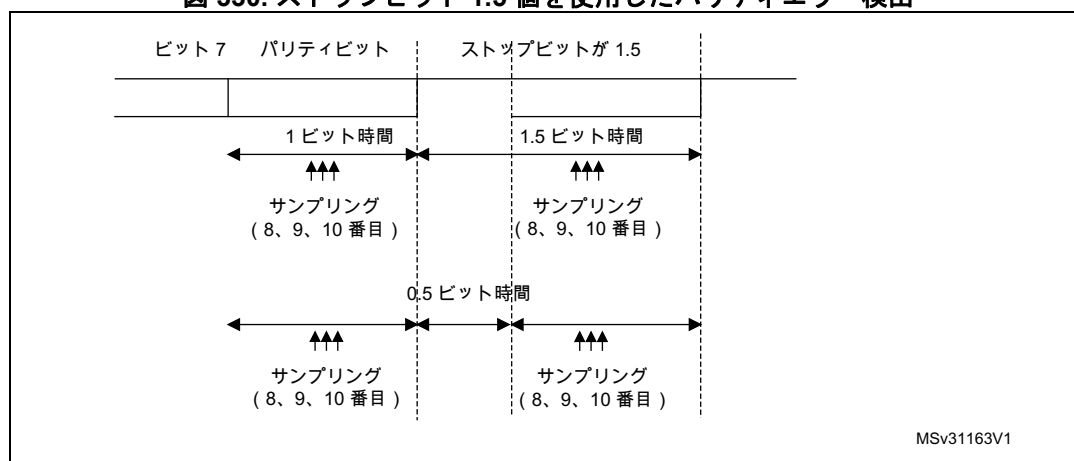 ビット 7 パリティビット ストップビットが 1.5
1 ビット時間 1.5 ビット時間
サンプリング サンプリング
( 8、9、10 番目 ) ( 8、9、10 番目 )
0.5 ビット時間
サンプリング サンプリング
( 8、9、10 番目 ) ( 8、9、10 番目 )
MSv31163V1